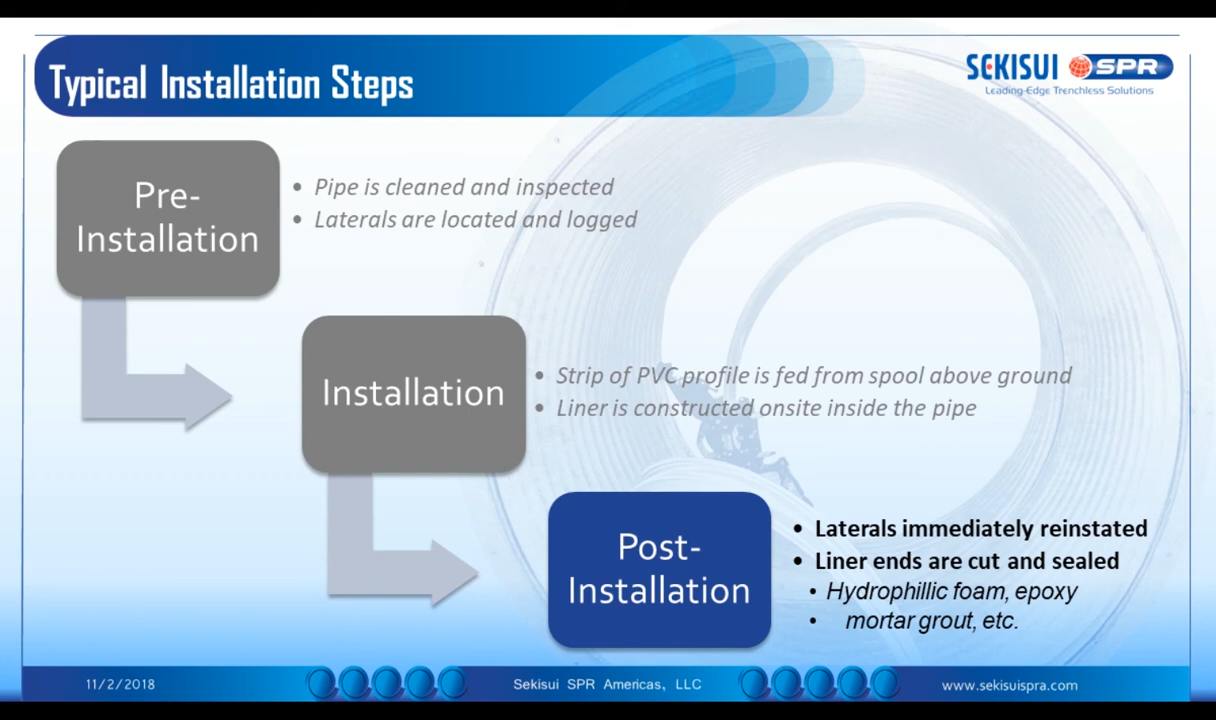 Typical Installation Steps
SEKISUI SPR
Leading-Edge Trenchless Solutions
Pre-
Installation
• Pipe is cleaned and inspected
• Laterals are located and logged
Installation
• Strip of PVC profile is fed from spool above ground
• Liner is constructed onsite inside the pipe
Post-
Installation
• Laterals immediately reinstated
• Liner ends are cut and sealed
• Hydrophillic foam, epoxy
• mortar grout, etc.
11/2/2018
Sekisui SPR Americas, LLC
www.sekisuispra.com